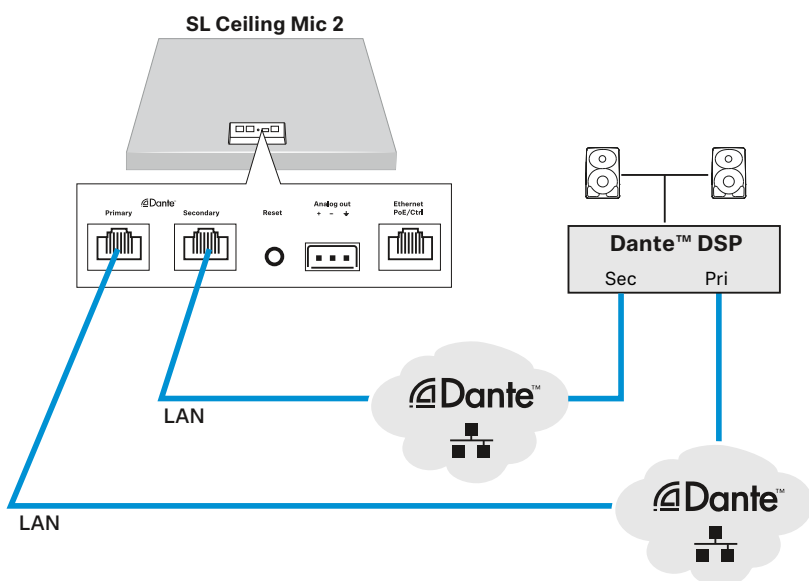 SL Ceiling Mic 2
Dante™
Primary
Secondary
Reset
Analog out
+ - ⏚
Ethernet
PoE/Ctrl
Dante™ DSP
Sec Pri
Dante™
LAN
Dante™
LAN